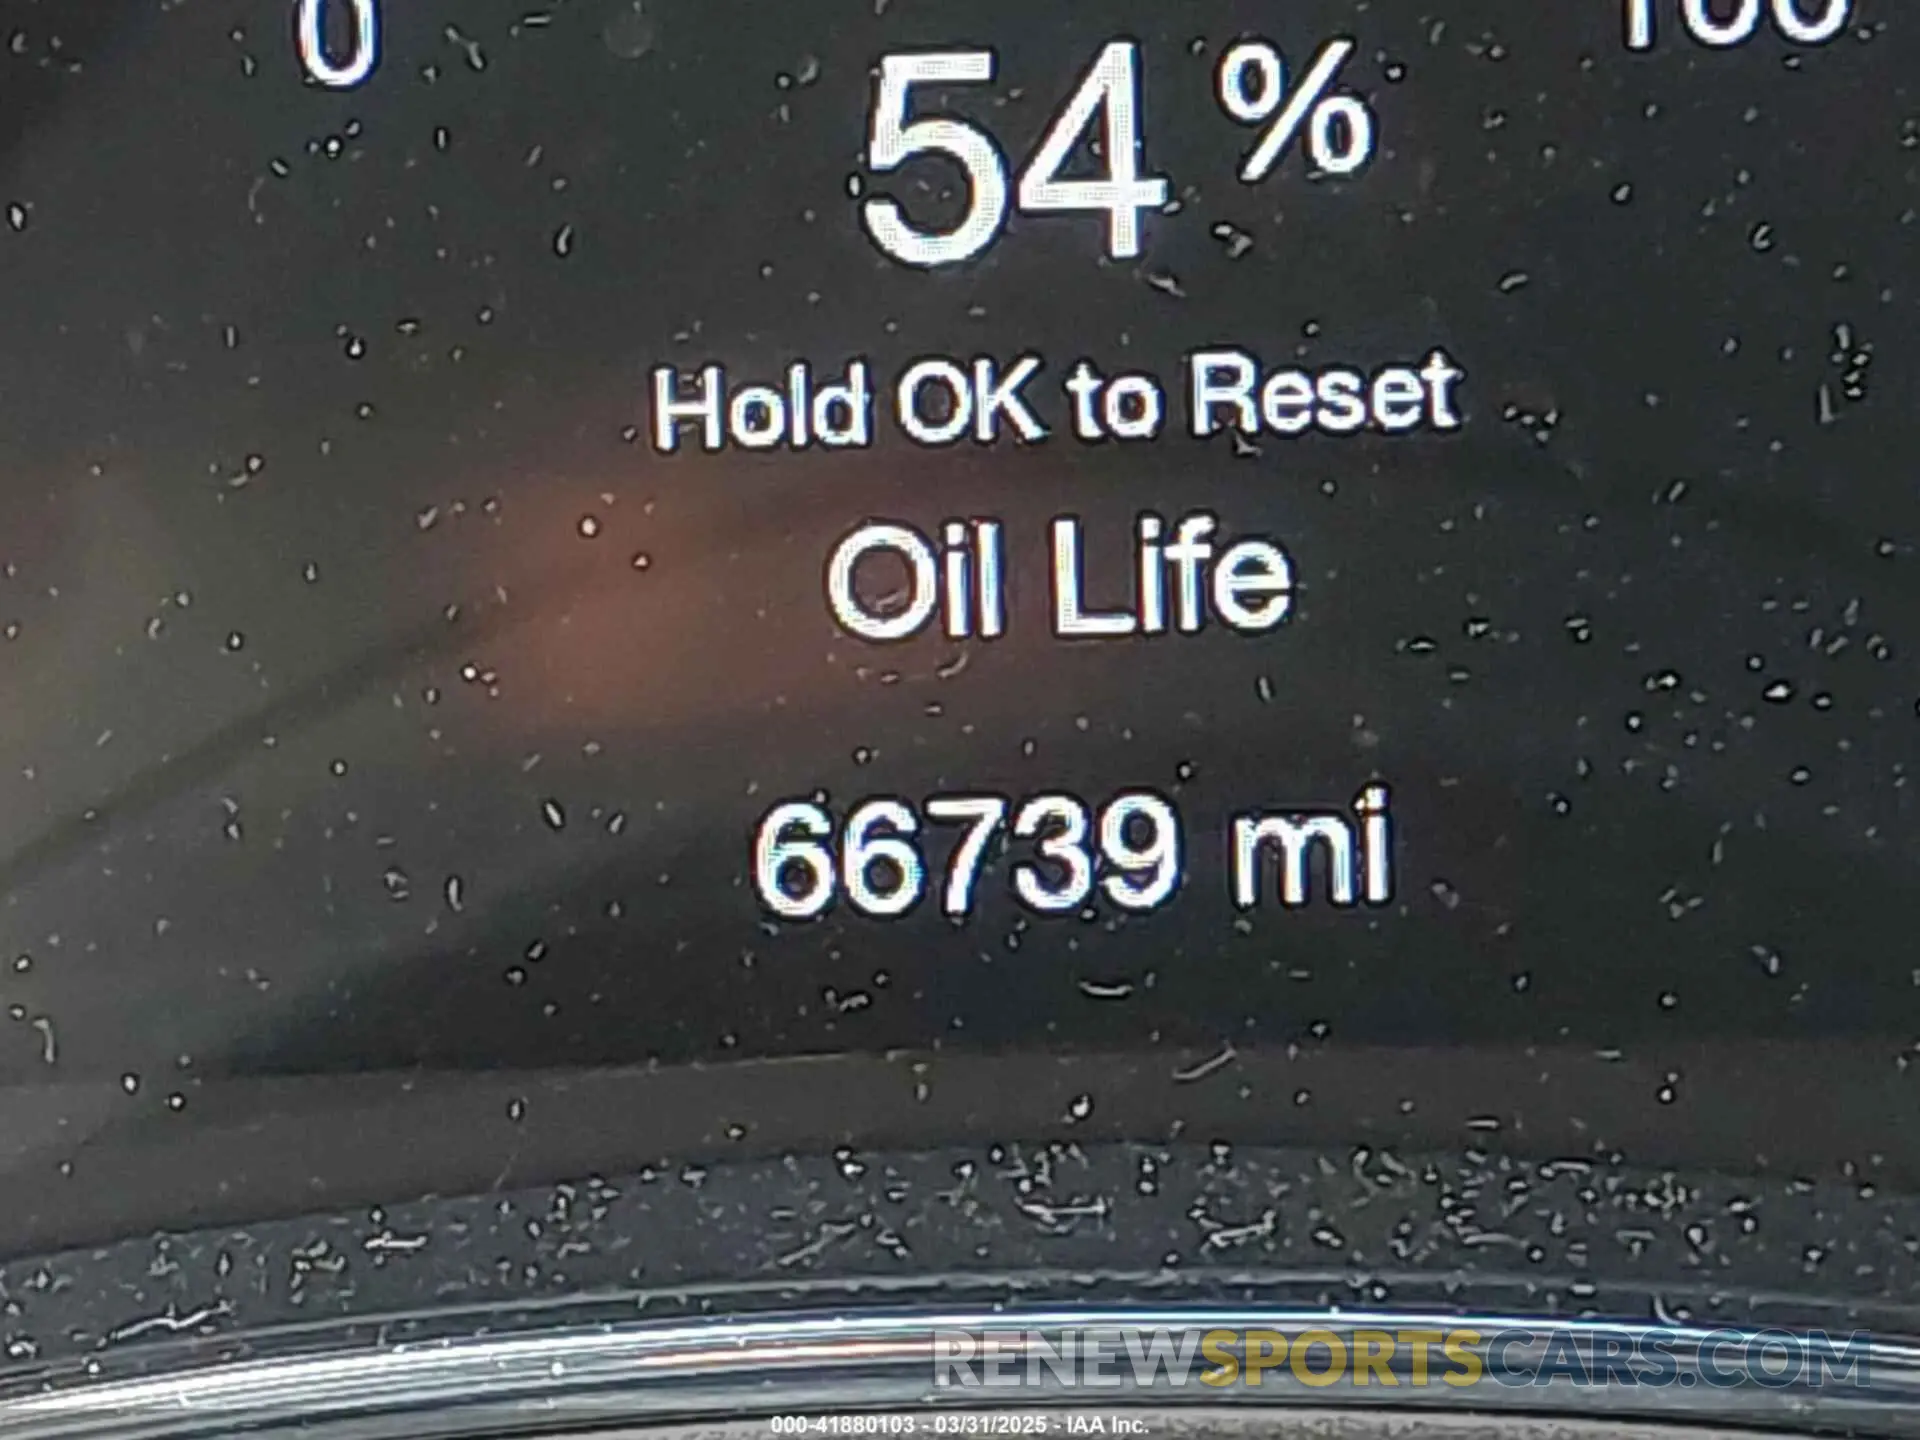 0 100
54 %
Hold OK to Reset
Oil Life
66739 mi
RENEWSPORTSCARS.COM
000-41880103 - 03/31/2025 - IAA Inc.